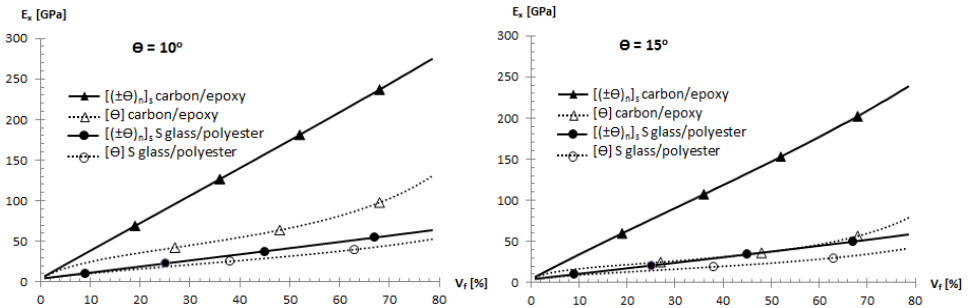 Eₓ [GPa]
300
250
200
150
100
50
0
0 10 20 30 40 50 60 70 80
V_f [%]
Θ = 10°
[(±Θ)ₙ]ₛ carbon/epoxy
[Θ] carbon/epoxy
[(±Θ)ₙ]ₛ S glass/polyester
[Θ] S glass/polyester
Eₓ [GPa]
300
250
200
150
100
50
0
0 10 20 30 40 50 60 70 80
V_f [%]
Θ = 15°
[(±Θ)ₙ]ₛ carbon/epoxy
[Θ] carbon/epoxy
[(±Θ)ₙ]ₛ S glass/polyester
[Θ] S glass/polyester